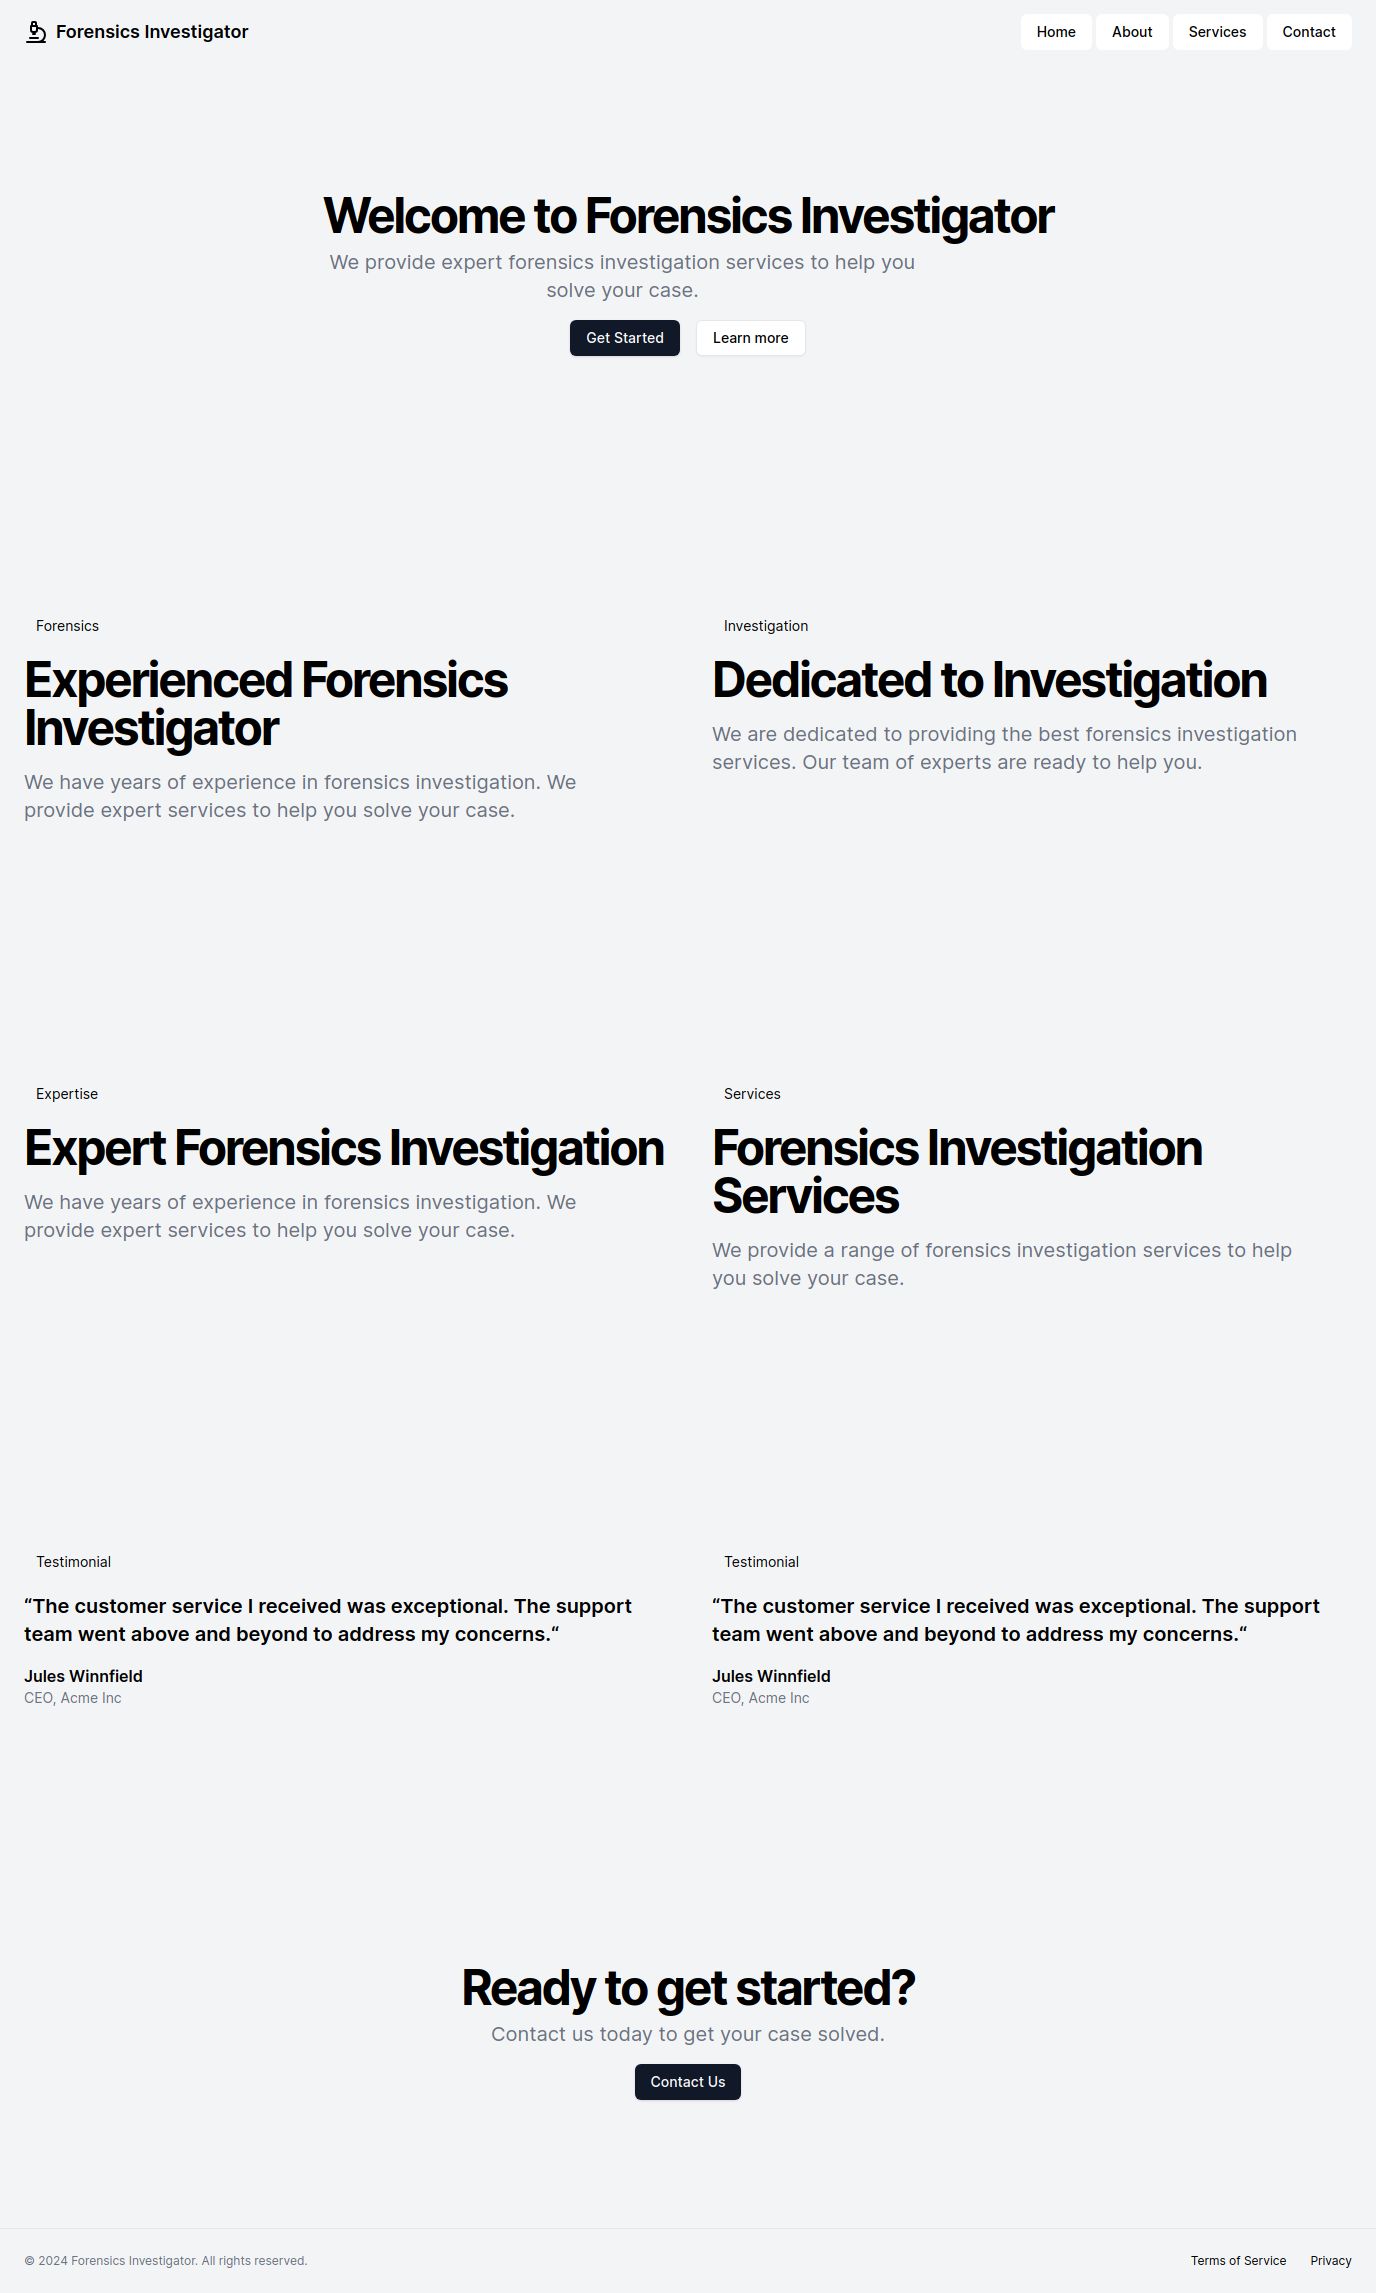 Forensics Investigator
Home
About
Services
Contact
Welcome to Forensics Investigator
We provide expert forensics investigation services to help you
solve your case.
Get Started
Learn more
Forensics
Experienced Forensics
Investigator
We have years of experience in forensics investigation. We
provide expert services to help you solve your case.
Investigation
Dedicated to Investigation
We are dedicated to providing the best forensics investigation
services. Our team of experts are ready to help you.
Expertise
Expert Forensics Investigation
We have years of experience in forensics investigation. We
provide expert services to help you solve your case.
Services
Forensics Investigation
Services
We provide a range of forensics investigation services to help
you solve your case.
Testimonial
“The customer service I received was exceptional. The support
team went above and beyond to address my concerns.“
Jules Winnfield
CEO, Acme Inc
Testimonial
“The customer service I received was exceptional. The support
team went above and beyond to address my concerns.“
Jules Winnfield
CEO, Acme Inc
Ready to get started?
Contact us today to get your case solved.
Contact Us
© 2024 Forensics Investigator. All rights reserved.
Terms of Service
Privacy